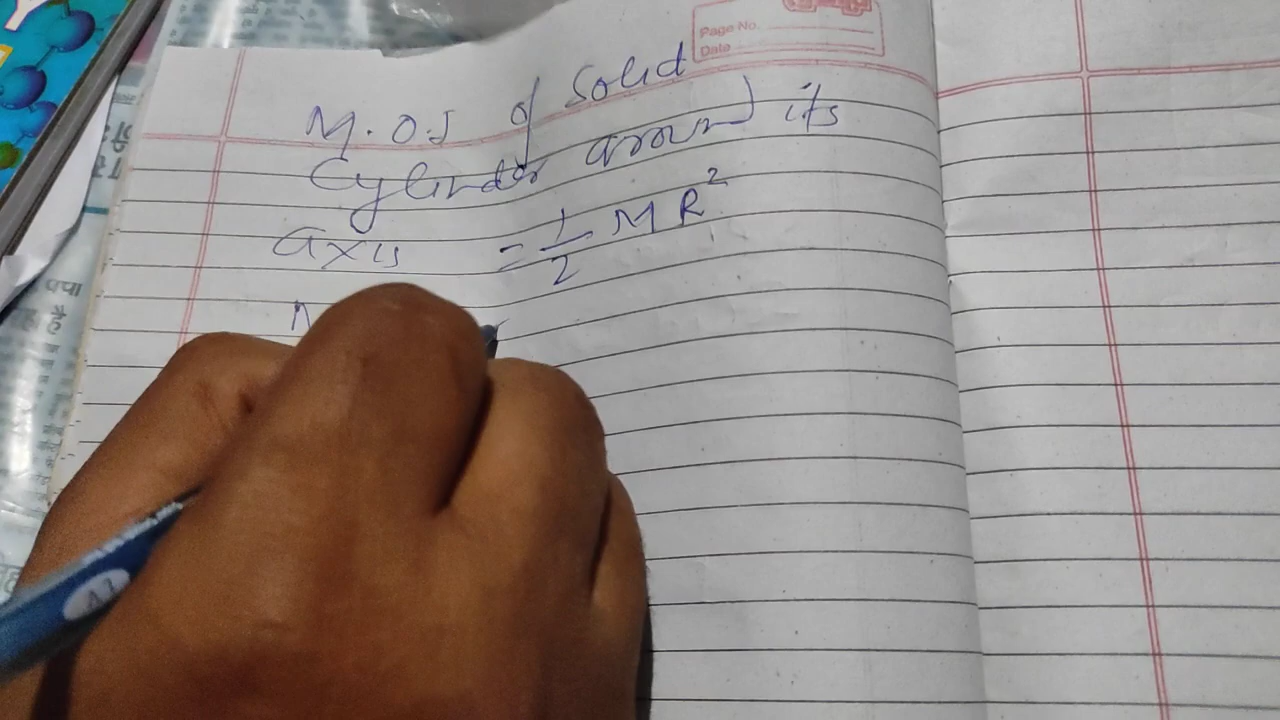 Page No.
Date
M.O.I of Solid
Cylinder around its
axis = 1/2 MR²